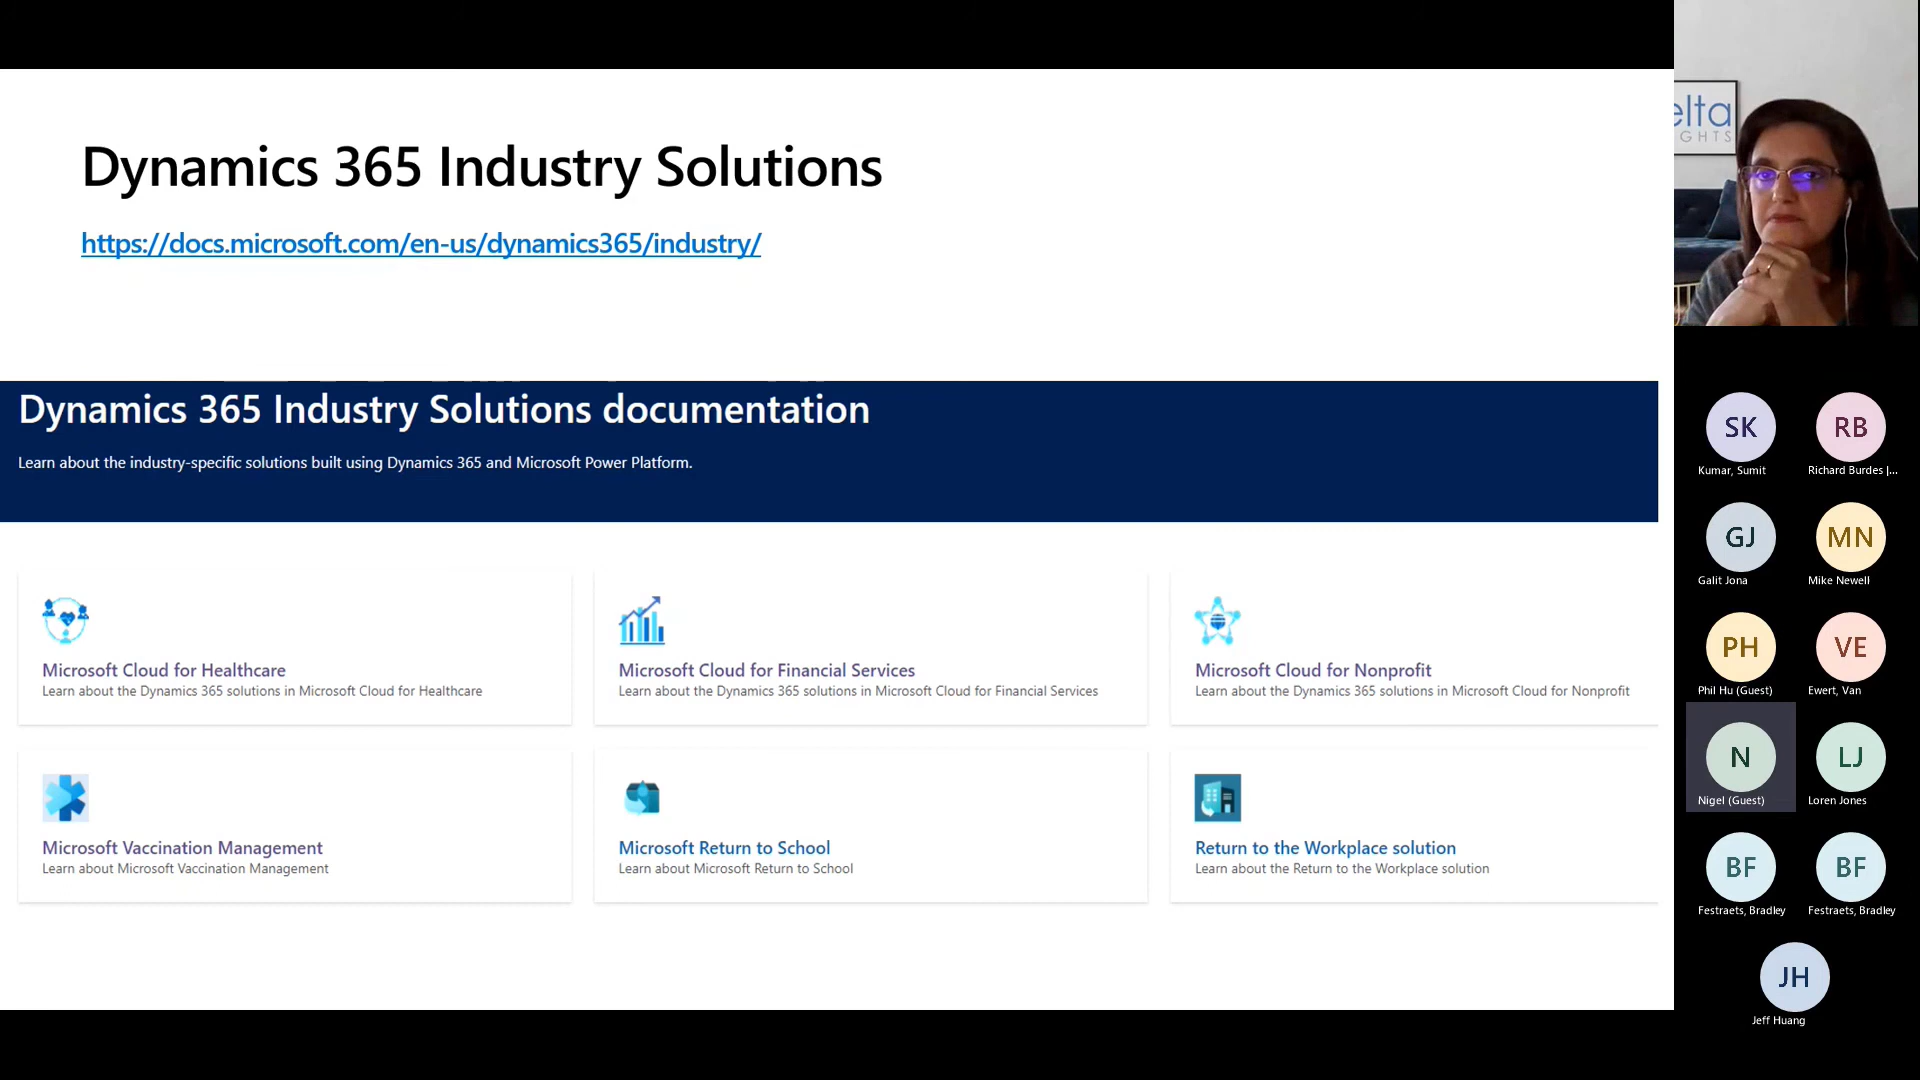 Dynamics 365 Industry Solutions
https://docs.microsoft.com/en-us/dynamics365/industry/
Dynamics 365 Industry Solutions documentation
Learn about the industry-specific solutions built using Dynamics 365 and Microsoft Power Platform.
Microsoft Cloud for Healthcare
Learn about the Dynamics 365 solutions in Microsoft Cloud for Healthcare
Microsoft Cloud for Financial Services
Learn about the Dynamics 365 solutions in Microsoft Cloud for Financial Services
Microsoft Cloud for Nonprofit
Learn about the Dynamics 365 solutions in Microsoft Cloud for Nonprofit
Microsoft Vaccination Management
Learn about Microsoft Vaccination Management
Microsoft Return to School
Learn about Microsoft Return to School
Return to the Workplace solution
Learn about the Return to the Workplace solution
elta
GHTS
SK
Kumar, Sumit
RB
Richard Burdes |...
GJ
Galit Jona
MN
Mike Newell
PH
Phil Hu (Guest)
VE
Ewert, Van
N
Nigel (Guest)
LJ
Loren Jones
BF
Festraets, Bradley
BF
Festraets, Bradley
JH
Jeff Huang